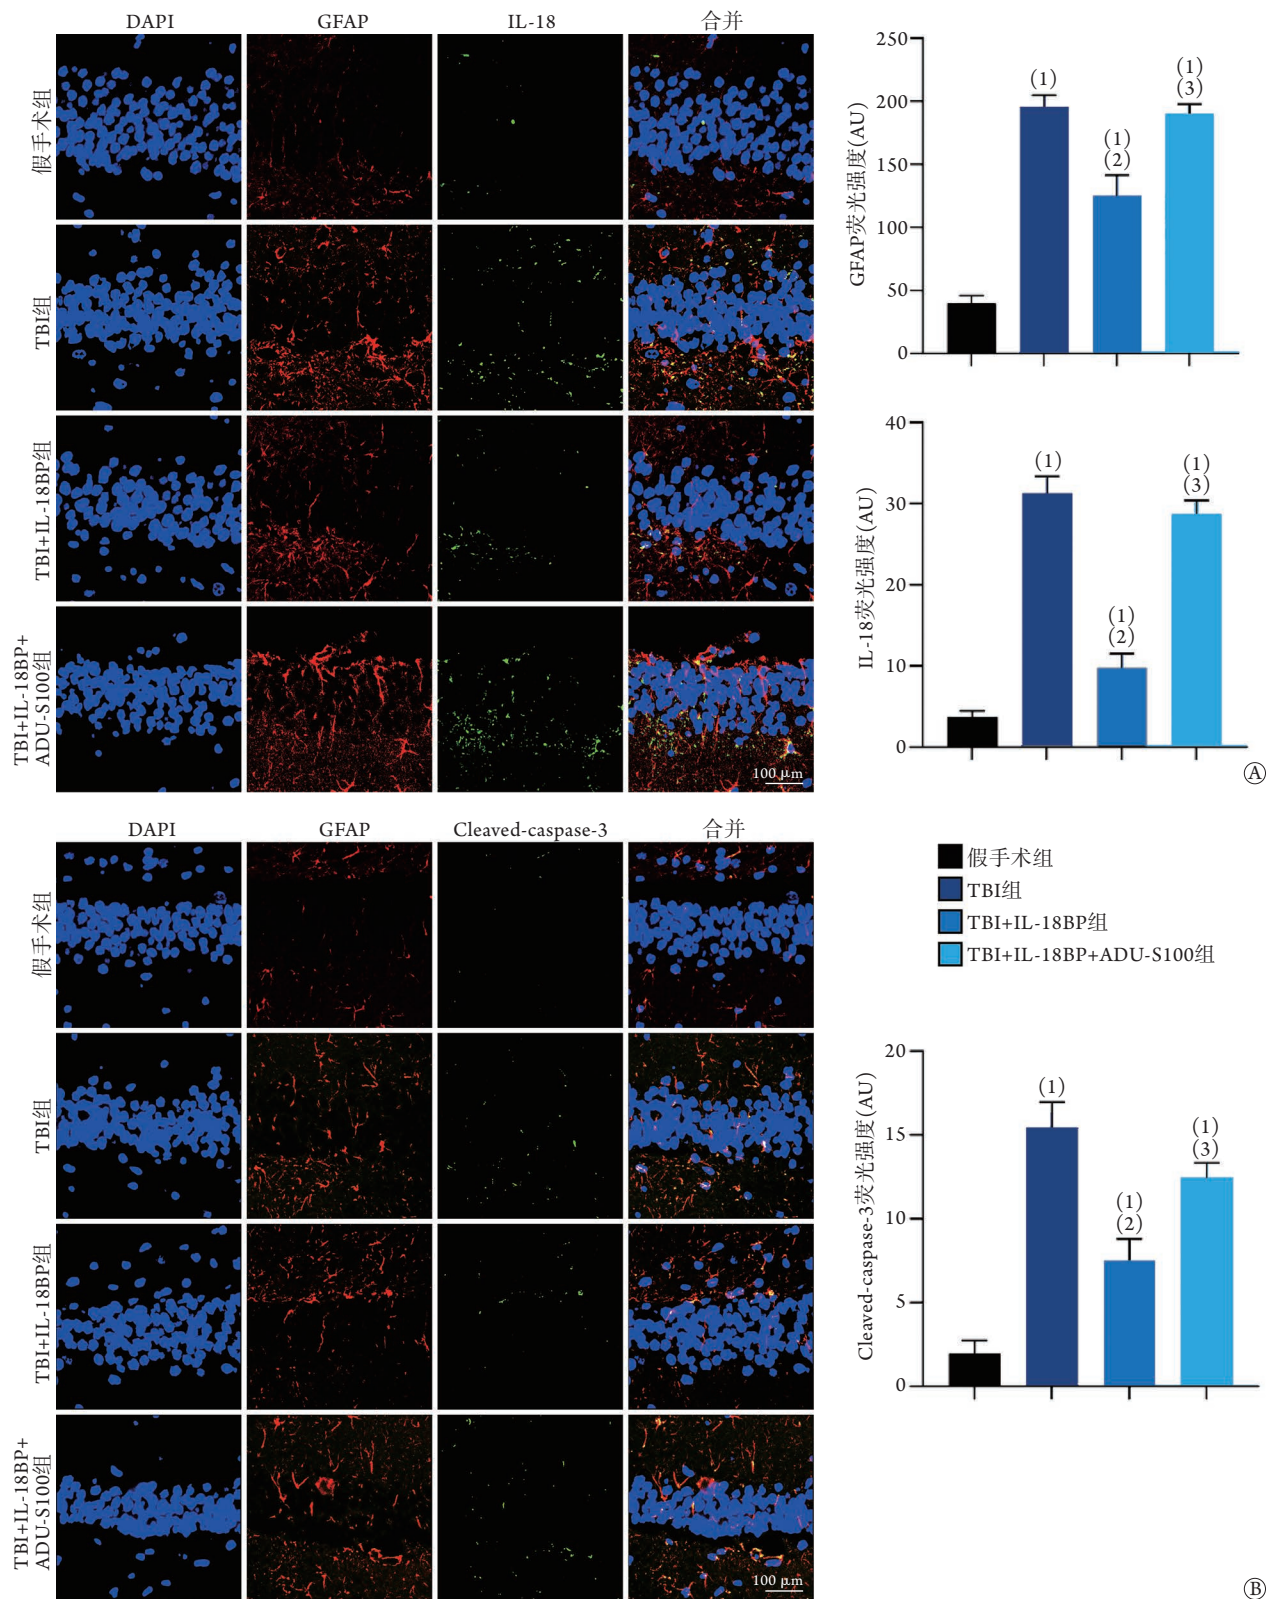 DAPI GFAP IL-18 合并
假手术组
TBI组
TBI+IL-18BP组
TBI+IL-18BP+
ADU-S100组
100 μm
250
200
150
100
50
0
GFAP荧光强度(AU)
(1)
(1)
(2)
(1)
(3)
40
30
20
10
0
IL-18荧光强度(AU)
(1)
(1)
(2)
(1)
(3)
Ⓐ
DAPI GFAP Cleaved-caspase-3 合并
假手术组
TBI组
TBI+IL-18BP组
TBI+IL-18BP+
ADU-S100组
100 μm
假手术组
TBI组
TBI+IL-18BP组
TBI+IL-18BP+ADU-S100组
20
15
10
5
0
Cleaved-caspase-3荧光强度(AU)
(1)
(1)
(2)
(1)
(3)
Ⓑ